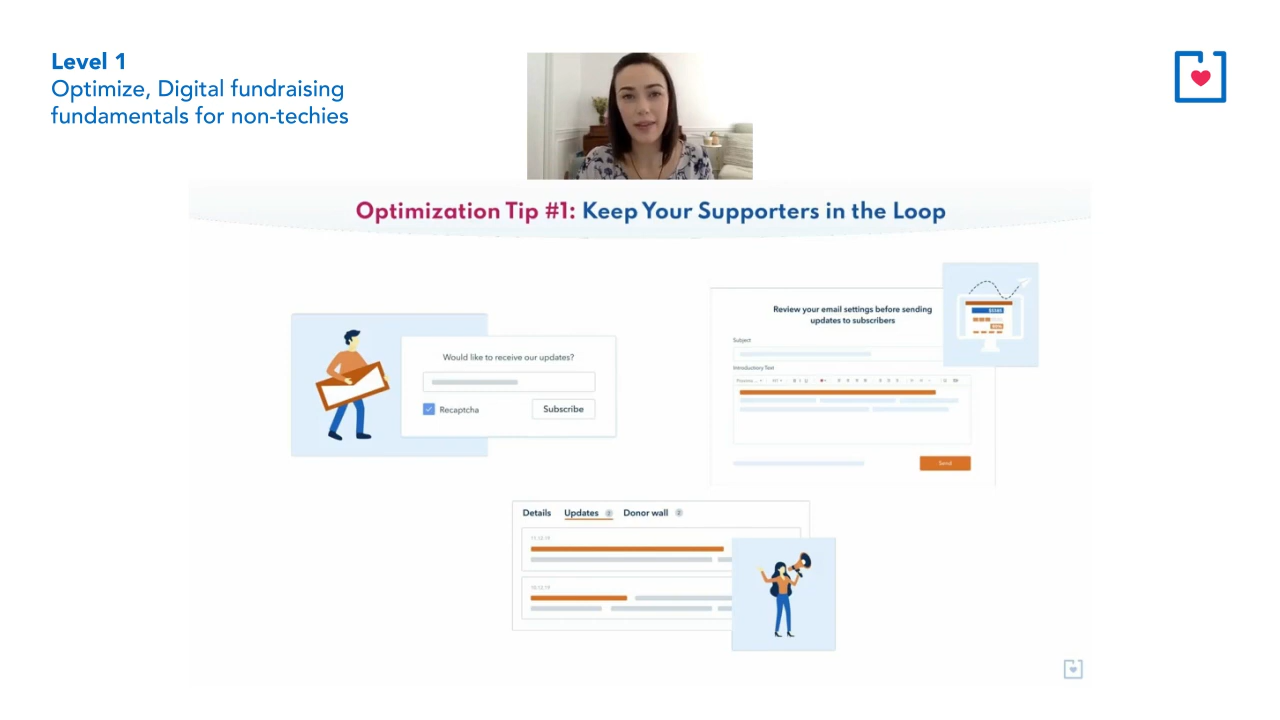 Level 1
Optimize, Digital fundraising
fundamentals for non-techies
Optimization Tip #1: Keep Your Supporters in the Loop
Would like to receive our updates?
Recaptcha
Subscribe
Review your email settings before sending
updates to subscribers
Subject
Introductory Text
Send
Details Updates 2 Donor wall 2